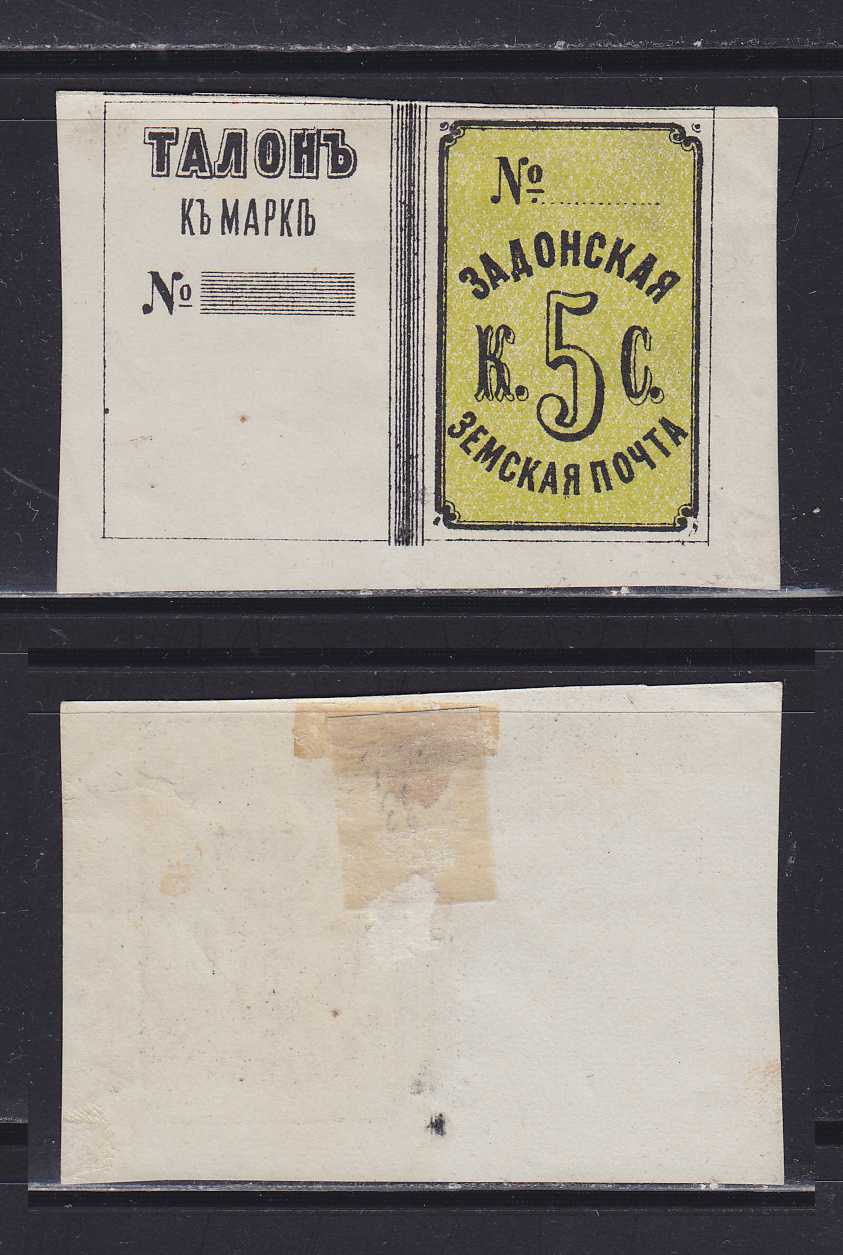 ТАЛОНЪ
КЪ МАРКѢ
№
№
ЗАДОНСКАЯ
К. 5 С.
ЗЕМСКАЯ ПОЧТА